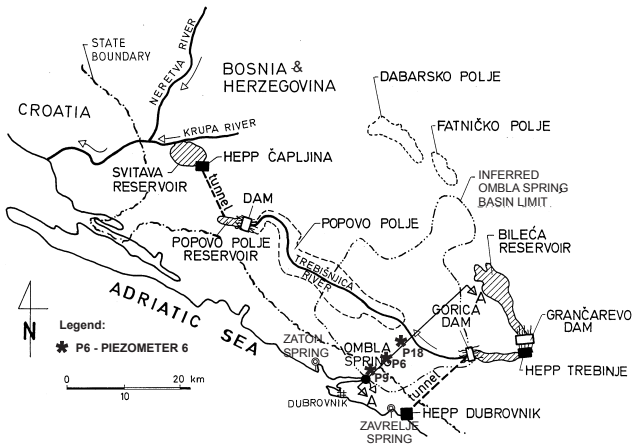 STATE
BOUNDARY
NERETVA RIVER
BOSNIA &
HERZEGOVINA
DABARSKO POLJE
CROATIA
KRUPA RIVER
FATNIČKO POLJE
SVITAVA
RESERVOIR
HEPP ČAPLJINA
INFERRED
OMBLA SPRING
BASIN LIMIT
tunnel
DAM
POPOVO POLJE
POPOVO POLJE
RESERVOIR
BILEĆA
RESERVOIR
TREBIŠNJICA
RIVER
ADRIATIC SEA
A
GORICA
DAM
GRANČAREVO
DAM
N
Legend:
P6 - PIEZOMETER 6
ZATON
SPRING
OMBLA
SPRING
P18
P6
P9
HEPP TREBINJE
0 10 20 km
tunnel
A
DUBROVNIK
HEPP DUBROVNIK
ZAVRELJE
SPRING